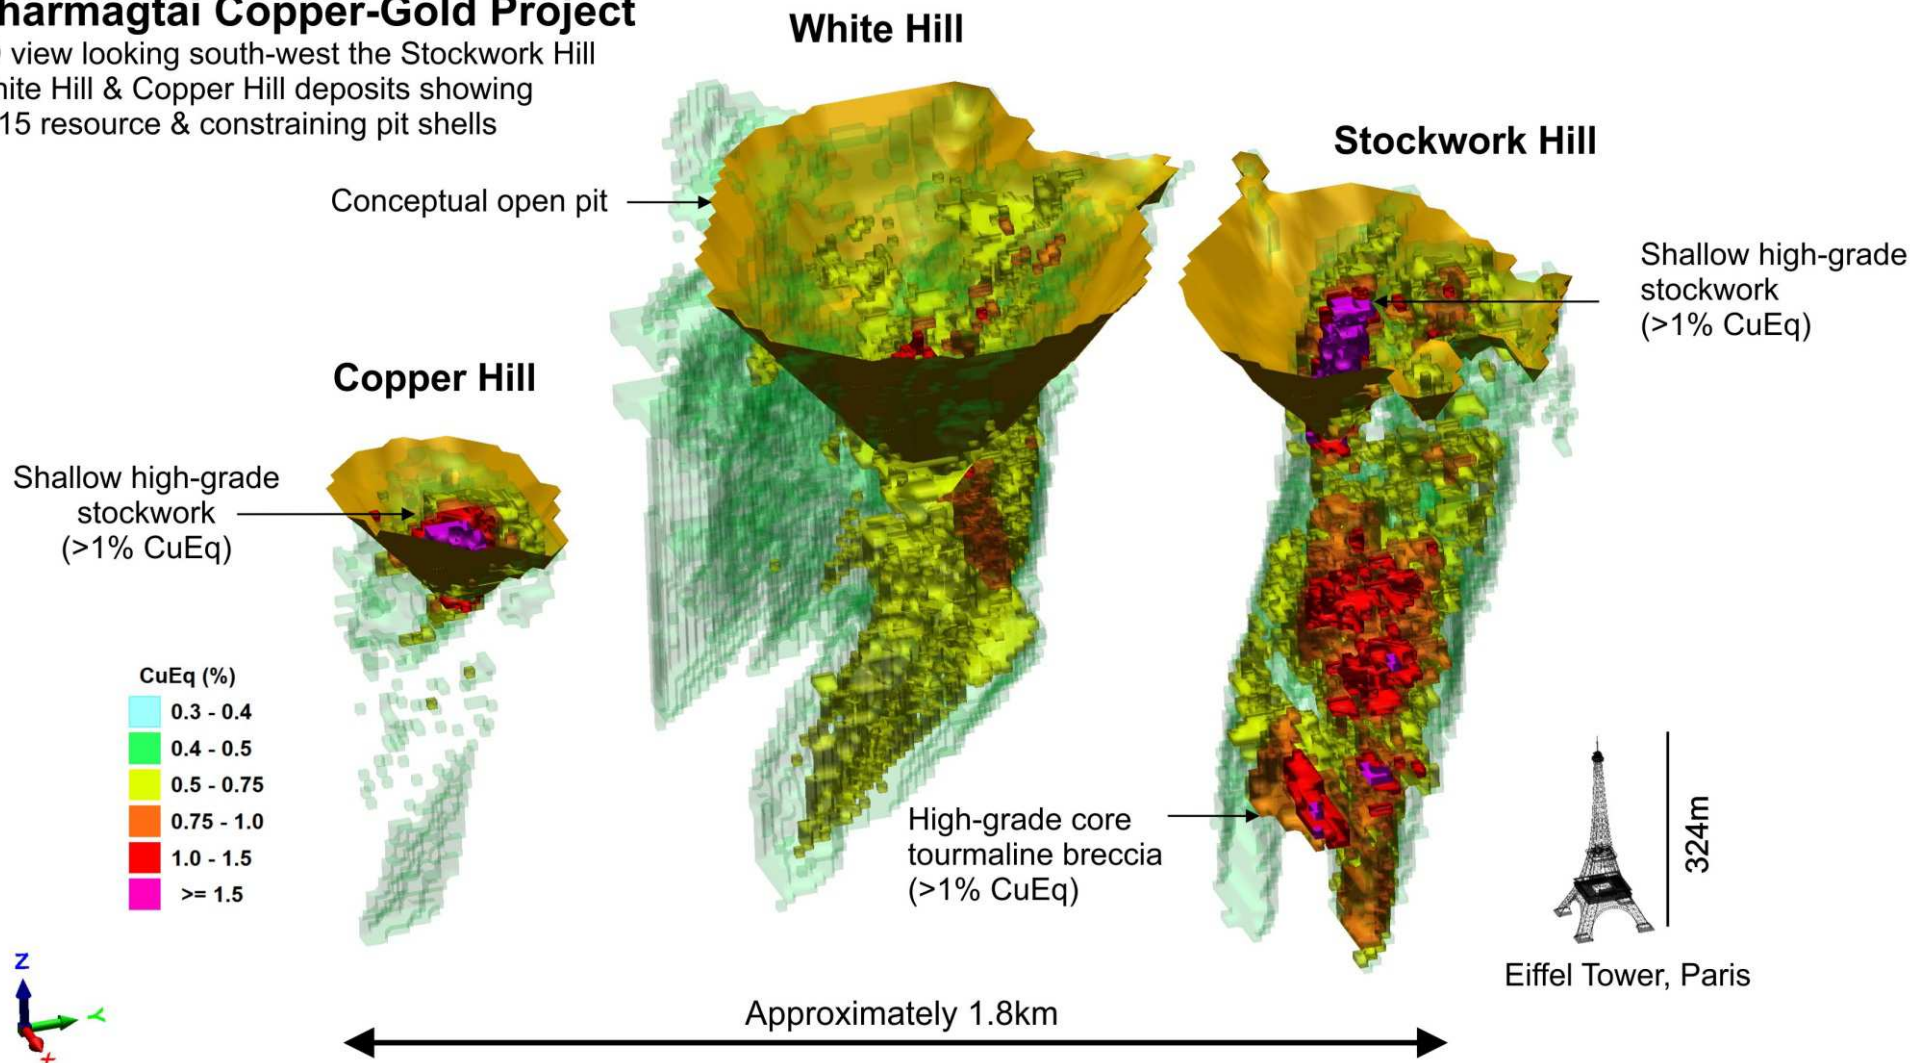 harmagtai Copper-Gold Project
view looking south-west the Stockwork Hill
hite Hill & Copper Hill deposits showing
15 resource & constraining pit shells
White Hill
Stockwork Hill
Conceptual open pit
Shallow high-grade
stockwork
(>1% CuEq)
Copper Hill
Shallow high-grade
stockwork
(>1% CuEq)
CuEq (%)
0.3 - 0.4
0.4 - 0.5
0.5 - 0.75
0.75 - 1.0
1.0 - 1.5
>= 1.5
High-grade core
tourmaline breccia
(>1% CuEq)
324m
Eiffel Tower, Paris
Approximately 1.8km
Z
Y
X